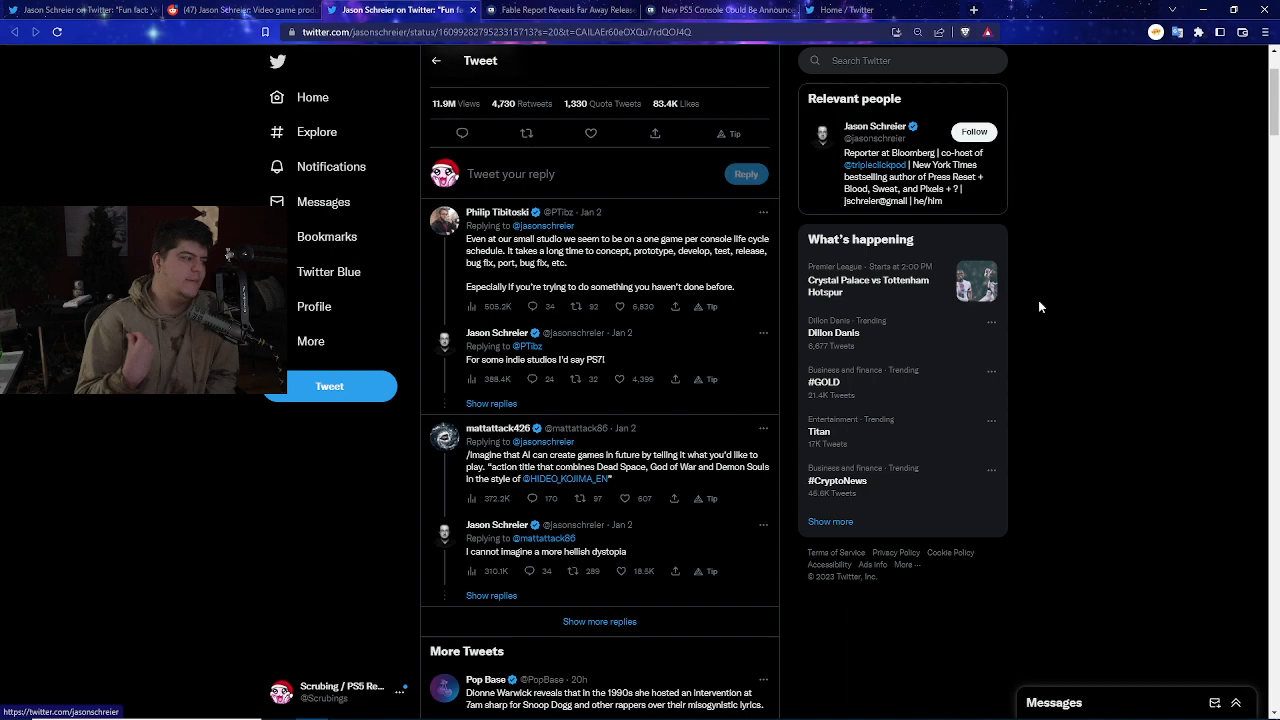 Jason Schreier on Twitter: "Fun fact
(47) Jason Schreier: Video game prod
Jason Schreier on Twitter: "Fun fact
Fable Report Reveals Far Away Relea
New PS5 Console Could Be Announce
Home / Twitter
Tweet
Search Twitter
11.9M Views 4,730 Retweets 1,330 Quote Tweets 83.4K Likes
Tip
Tweet your reply
Reply
Home
Explore
Notifications
Messages
Bookmarks
Twitter Blue
Profile
More
Tweet
Philip Tibitoski @PTibz · Jan 2
Replying to @jasonschreier
Even at our small studio we seem to be on a one game per console life cycle
schedule. It takes a long time to concept, prototype, develop, test, release,
bug fix, port, bug fix, etc.
Especially if you're trying to do something you haven't done before.
505.2K 34 92 6,830 Tip
Jason Schreier @jasonschreier · Jan 2
Replying to @PTibz
For some indie studios I'd say PS7!
388.4K 24 32 4,399 Tip
Show replies
mattattack426 @mattattack86 · Jan 2
Replying to @jasonschreier
/imagine that AI can create games in future by telling it what you'd like to
play. "action title that combines Dead Space, God of War and Demon Souls
in the style of @HIDEO_KOJIMA_EN"
372.2K 170 97 607 Tip
Jason Schreier @jasonschreier · Jan 2
Replying to @mattattack86
I cannot imagine a more hellish dystopia
310.1K 34 289 18.5K Tip
Show replies
Show more replies
More Tweets
Pop Base @PopBase · 20h
Dionne Warwick reveals that in the 1990s she hosted an intervention at
her home for Snoop Dogg and other rappers over their misogynistic lyrics.
Relevant people
Jason Schreier
@jasonschreier
Follow
Reporter at Bloomberg | co-host of
@tripleclickpod | New York Times
bestselling author of Press Reset +
Blood, Sweat, and Pixels + ? |
jschreier@gmail | he/him
What's happening
Premier League · Starts at 2:00 PM
Crystal Palace vs Tottenham
Hotspur
Dillon Danis · Trending
Dillon Danis
6,677 Tweets
Business and finance · Trending
#GOLD
21.4K Tweets
Entertainment · Trending
Titan
17K Tweets
Business and finance · Trending
#CryptoNews
Show more
Terms of Service Privacy Policy Cookie Policy
Accessibility Ads info More ···
© 2023 Twitter, Inc.
Scrubing / PS5 Re...
@Scrubings
Messages
https://twitter.com/jasonschreier